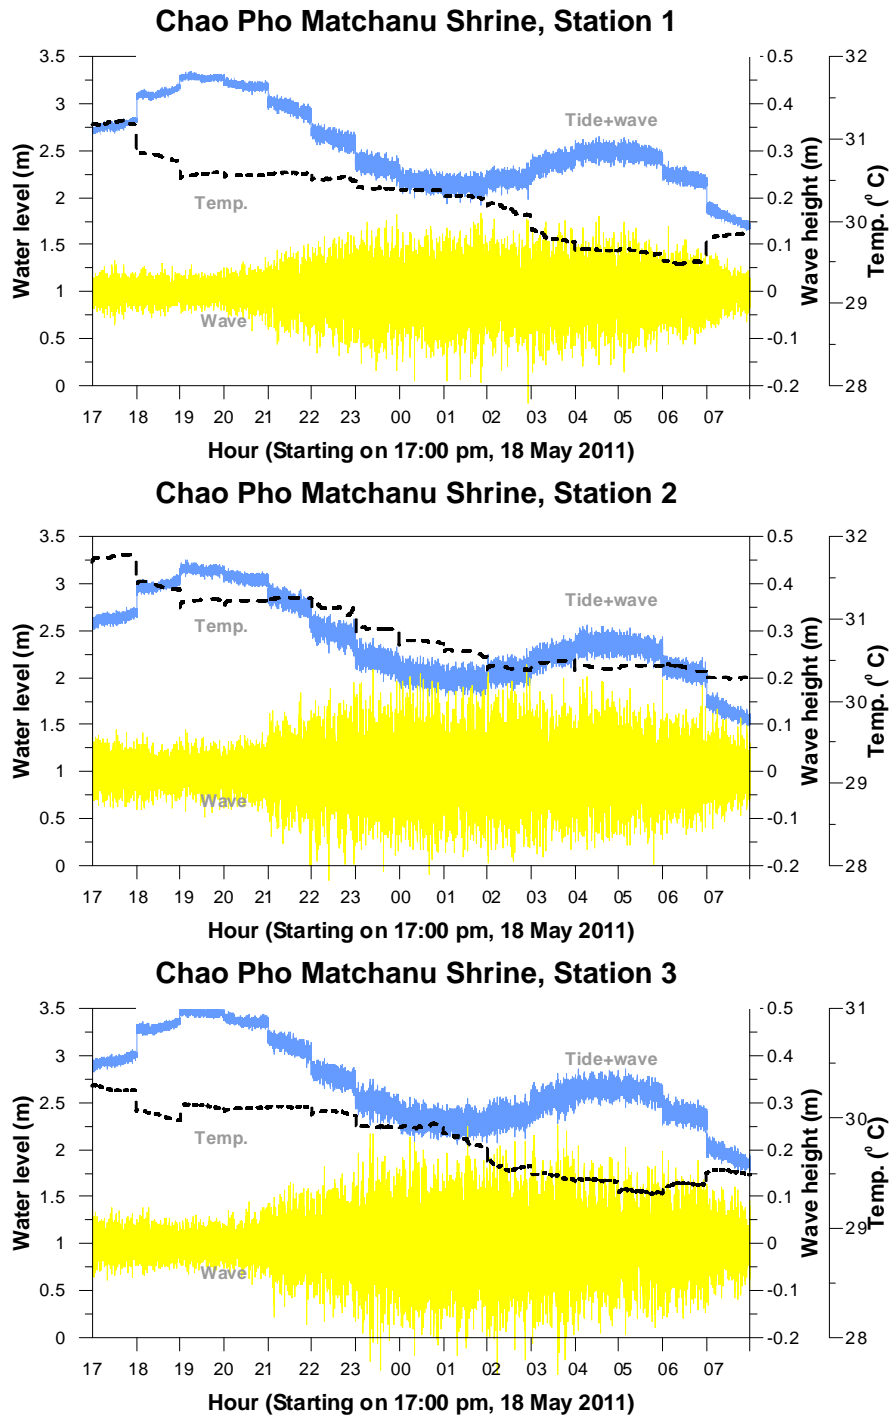 Chao Pho Matchanu Shrine, Station 1
3.5
3
2.5
2
1.5
1
0.5
0
Water level (m)
0.5
0.4
0.3
0.2
0.1
0
-0.1
-0.2
Wave height (m)
32
31
30
29
28
Temp. (° C)
Tide+wave
Temp.
Wave
17 18 19 20 21 22 23 00 01 02 03 04 05 06 07
Hour (Starting on 17:00 pm, 18 May 2011)
Chao Pho Matchanu Shrine, Station 2
3.5
3
2.5
2
1.5
1
0.5
0
Water level (m)
0.5
0.4
0.3
0.2
0.1
0
-0.1
-0.2
Wave height (m)
32
31
30
29
28
Temp. (° C)
Tide+wave
Temp.
Wave
17 18 19 20 21 22 23 00 01 02 03 04 05 06 07
Hour (Starting on 17:00 pm, 18 May 2011)
Chao Pho Matchanu Shrine, Station 3
3.5
3
2.5
2
1.5
1
0.5
0
Water level (m)
0.5
0.4
0.3
0.2
0.1
0
-0.1
-0.2
Wave height (m)
31
30
29
28
Temp. (° C)
Tide+wave
Temp.
Wave
17 18 19 20 21 22 23 00 01 02 03 04 05 06 07
Hour (Starting on 17:00 pm, 18 May 2011)